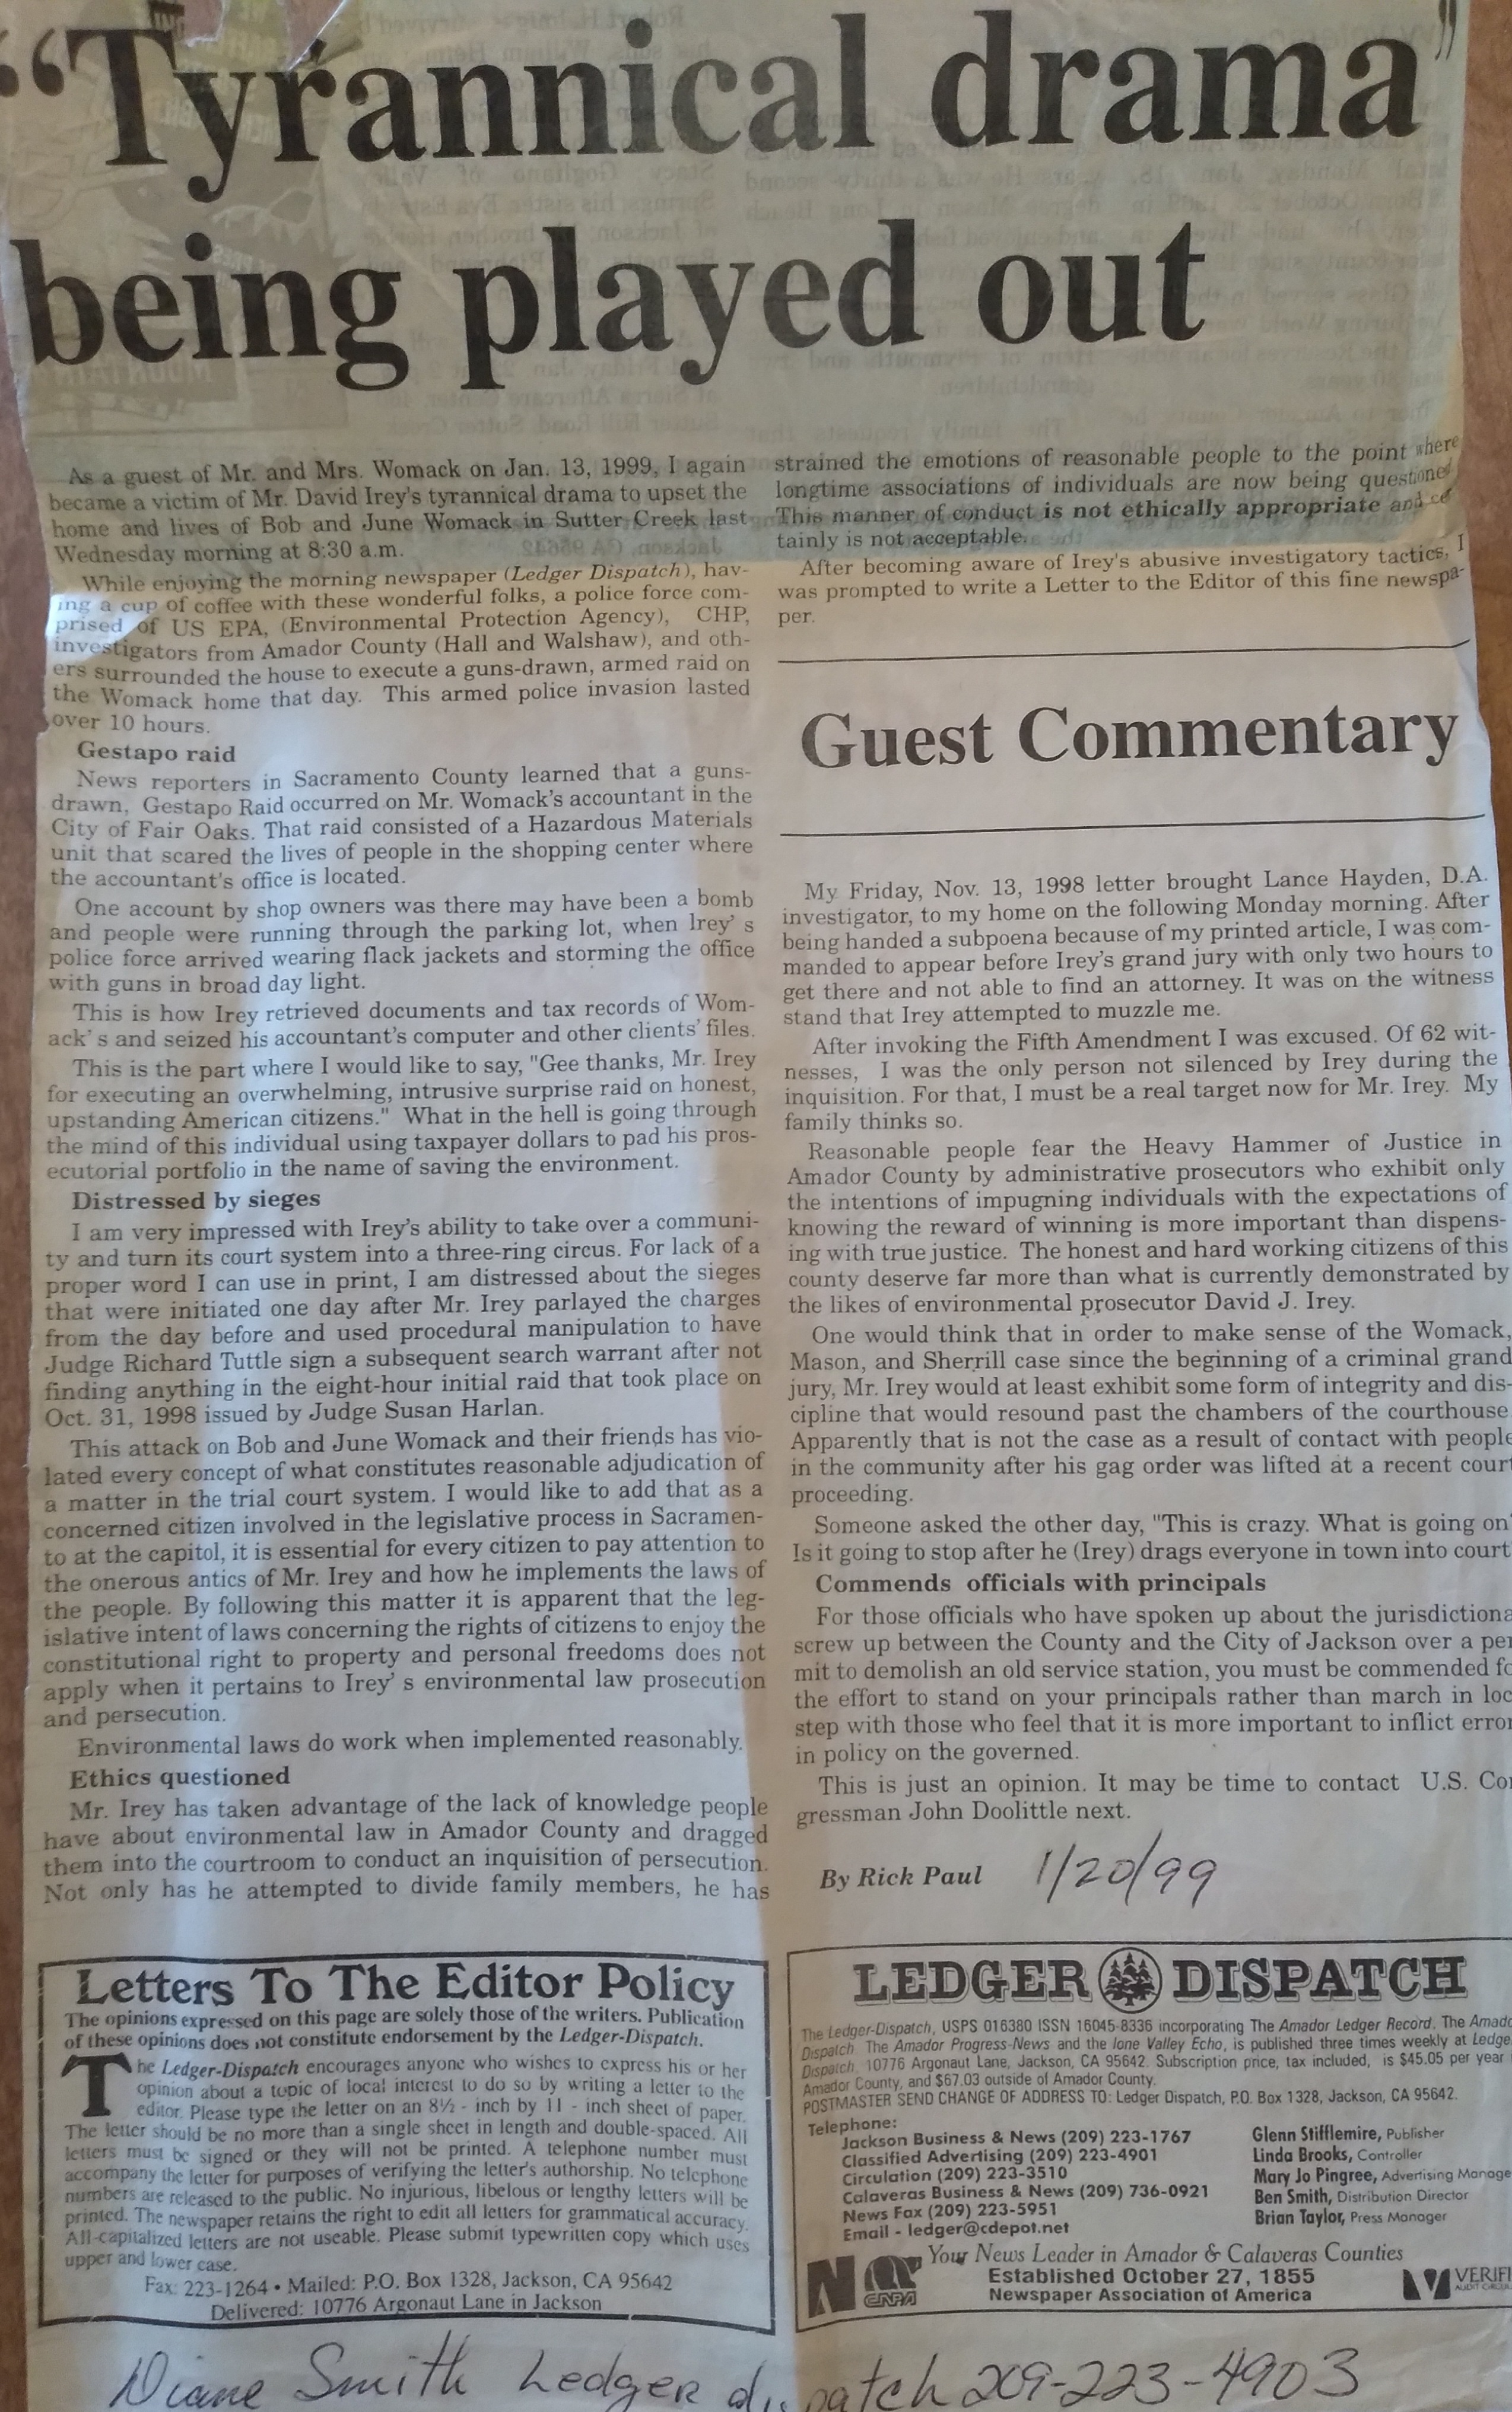 “Tyrannical drama”
being played out
As a guest of Mr. and Mrs. Womack on Jan. 13, 1999, I again
became a victim of Mr. David Irey's tyrannical drama to upset the
home and lives of Bob and June Womack in Sutter Creek last
Wednesday morning at 8:30 a.m.
While enjoying the morning newspaper (Ledger Dispatch), hav-
ing a cup of coffee with these wonderful folks, a police force com-
prised of US EPA, (Environmental Protection Agency), CHP,
investigators from Amador County (Hall and Walshaw), and oth-
ers surrounded the house to execute a guns-drawn, armed raid on
the Womack home that day. This armed police invasion lasted
over 10 hours.
Gestapo raid
News reporters in Sacramento County learned that a guns-
drawn, Gestapo Raid occurred on Mr. Womack's accountant in the
City of Fair Oaks. That raid consisted of a Hazardous Materials
unit that scared the lives of people in the shopping center where
the accountant's office is located.
One account by shop owners was there may have been a bomb
and people were running through the parking lot, when Irey' s
police force arrived wearing flack jackets and storming the office
with guns in broad day light.
This is how Irey retrieved documents and tax records of Wom-
ack' s and seized his accountant's computer and other clients' files.
This is the part where I would like to say, "Gee thanks, Mr. Irey
for executing an overwhelming, intrusive surprise raid on honest,
upstanding American citizens." What in the hell is going through
the mind of this individual using taxpayer dollars to pad his pros-
ecutorial portfolio in the name of saving the environment.
Distressed by sieges
I am very impressed with Irey's ability to take over a communi-
ty and turn its court system into a three-ring circus. For lack of a
proper word I can use in print, I am distressed about the sieges
that were initiated one day after Mr. Irey parlayed the charges
from the day before and used procedural manipulation to have
Judge Richard Tuttle sign a subsequent search warrant after not
finding anything in the eight-hour initial raid that took place on
Oct. 31, 1998 issued by Judge Susan Harlan.
This attack on Bob and June Womack and their friends has vio-
lated every concept of what constitutes reasonable adjudication of
a matter in the trial court system. I would like to add that as a
concerned citizen involved in the legislative process in Sacramen-
to at the capitol, it is essential for every citizen to pay attention to
the onerous antics of Mr. Irey and how he implements the laws of
the people. By following this matter it is apparent that the leg-
islative intent of laws concerning the rights of citizens to enjoy the
constitutional right to property and personal freedoms does not
apply when it pertains to Irey' s environmental law prosecution
and persecution.
Environmental laws do work when implemented reasonably.
Ethics questioned
Mr. Irey has taken advantage of the lack of knowledge people
have about environmental law in Amador County and dragged
them into the courtroom to conduct an inquisition of persecution.
Not only has he attempted to divide family members, he has
strained the emotions of reasonable people to the point where
longtime associations of individuals are now being questioned
This manner of conduct is not ethically appropriate and ce
tainly is not acceptable.
After becoming aware of Irey's abusive investigatory tactics, I
was prompted to write a Letter to the Editor of this fine newspa-
per.
Guest Commentary
My Friday, Nov. 13, 1998 letter brought Lance Hayden, D.A.
investigator, to my home on the following Monday morning. After
being handed a subpoena because of my printed article, I was com-
manded to appear before Irey's grand jury with only two hours to
get there and not able to find an attorney. It was on the witness
stand that Irey attempted to muzzle me.
After invoking the Fifth Amendment I was excused. Of 62 wit-
nesses, I was the only person not silenced by Irey during the
inquisition. For that, I must be a real target now for Mr. Irey. My
family thinks so.
Reasonable people fear the Heavy Hammer of Justice in
Amador County by administrative prosecutors who exhibit only
the intentions of impugning individuals with the expectations of
knowing the reward of winning is more important than dispens-
ing with true justice. The honest and hard working citizens of this
county deserve far more than what is currently demonstrated by
the likes of environmental prosecutor David J. Irey.
One would think that in order to make sense of the Womack,
Mason, and Sherrill case since the beginning of a criminal grand
jury, Mr. Irey would at least exhibit some form of integrity and dis-
cipline that would resound past the chambers of the courthouse
Apparently that is not the case as a result of contact with people
in the community after his gag order was lifted at a recent court
proceeding.
Someone asked the other day, "This is crazy. What is going on
Is it going to stop after he (Irey) drags everyone in town into court
Commends officials with principals
For those officials who have spoken up about the jurisdictiona
screw up between the County and the City of Jackson over a per
mit to demolish an old service station, you must be commended fo
the effort to stand on your principals rather than march in loc
step with those who feel that it is more important to inflict error
in policy on the governed.
This is just an opinion. It may be time to contact U.S. Con
gressman John Doolittle next.
By Rick Paul 1/20/99
Letters To The Editor Policy
The opinions expressed on this page are solely those of the writers. Publication
of these opinions does not constitute endorsement by the Ledger-Dispatch.
The Ledger-Dispatch encourages anyone who wishes to express his or her
opinion about a topic of local interest to do so by writing a letter to the
editor. Please type the letter on an 8½ - inch by 11 - inch sheet of paper.
The letter should be no more than a single sheet in length and double-spaced. All
letters must be signed or they will not be printed. A telephone number must
accompany the letter for purposes of verifying the letter's authorship. No telephone
numbers are released to the public. No injurious, libelous or lengthy letters will be
printed. The newspaper retains the right to edit all letters for grammatical accuracy.
All-capitalized letters are not useable. Please submit typewritten copy which uses
upper and lower case.
Fax: 223-1264 • Mailed: P.O. Box 1328, Jackson, CA 95642
Delivered: 10776 Argonaut Lane in Jackson
LEDGER DISPATCH
The Ledger-Dispatch, USPS 016380 ISSN 16045-8336 incorporating The Amador Ledger Record. The Amado
Dispatch. The Amador Progress-News and the Ione Valley Echo, is published three times weekly at Ledge
Dispatch, 10776 Argonaut Lane, Jackson, CA 95642. Subscription price, tax included, is $45.05 per year
Amador County, and $67.03 outside of Amador County.
POSTMASTER SEND CHANGE OF ADDRESS TO: Ledger Dispatch, P.O. Box 1328, Jackson, CA 95642.
Telephone:
Jackson Business & News (209) 223-1767
Classified Advertising (209) 223-4901
Circulation (209) 223-3510
Calaveras Business & News (209) 736-0921
News Fax (209) 223-5951
Email - ledger@cdepot.net
Glenn Stifflemire, Publisher
Linda Brooks, Controller
Mary Jo Pingree, Advertising Manage
Ben Smith, Distribution Director
Brian Taylor, Press Manager
Your News Leader in Amador & Calaveras Counties
Established October 27, 1855
Newspaper Association of America
CNPA
VERIFI
Diane Smith Ledger dispatch 209-223-4903